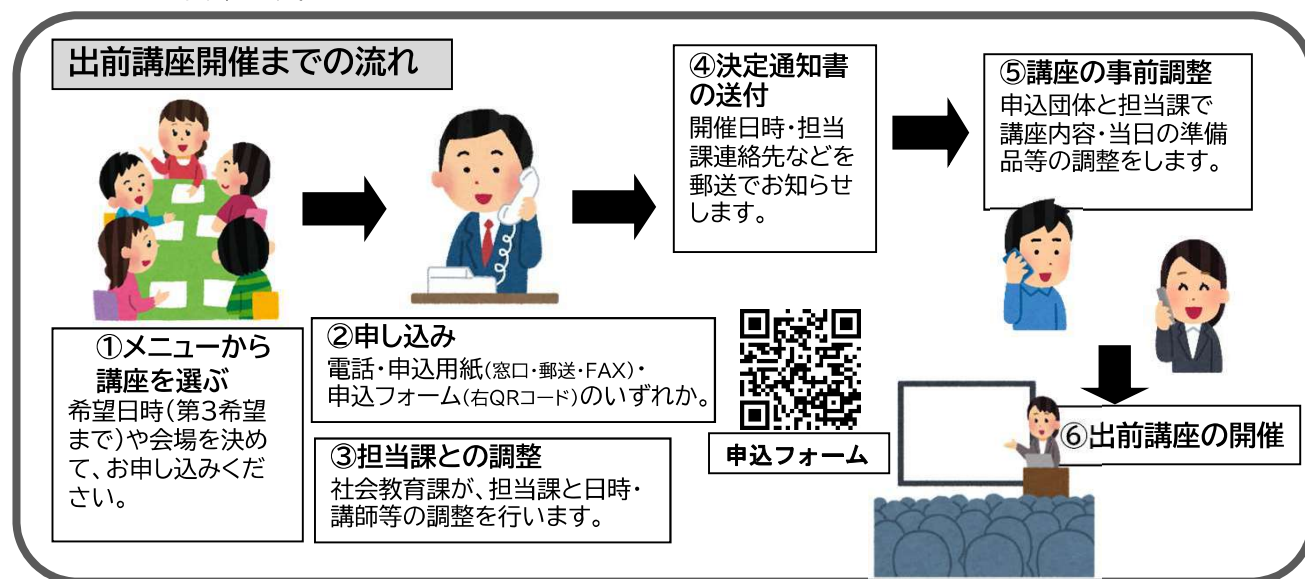 出前講座開催までの流れ
①メニューから
講座を選ぶ
希望日時(第3希望
まで)や会場を決め
て、お申し込みくだ
さい。
②申し込み
電話・申込用紙(窓口・郵送・FAX)・
申込フォーム(右QRコード)のいずれか。
申込フォーム
③担当課との調整
社会教育課が、担当課と日時・
講師等の調整を行います。
④決定通知書
の送付
開催日時・担当
課連絡先などを
郵送でお知らせ
します。
⑤講座の事前調整
申込団体と担当課で
講座内容・当日の準備
品等の調整をします。
⑥出前講座の開催